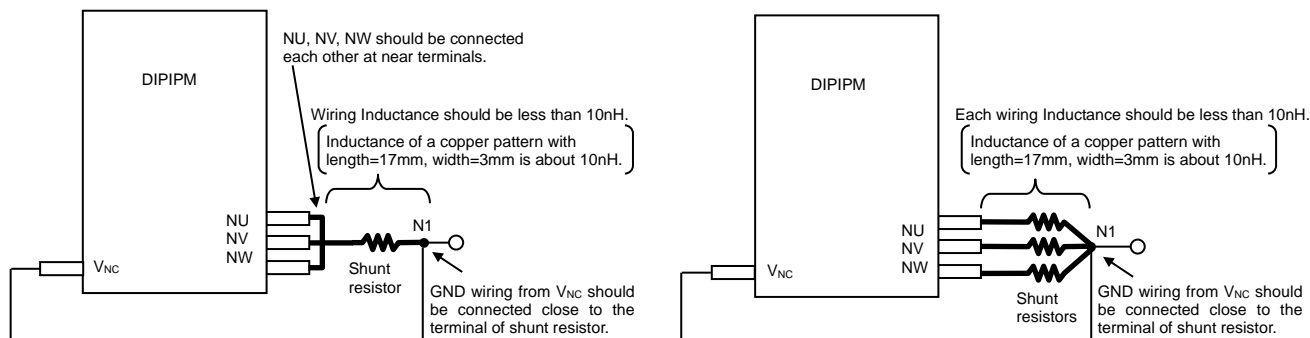 NU, NV, NW should be connected
each other at near terminals.
DIPIPM
Wiring Inductance should be less than 10nH.
Inductance of a copper pattern with
length=17mm, width=3mm is about 10nH.
NU
NV
NW
N1
VNC
Shunt
resistor
GND wiring from VNC should
be connected close to the
terminal of shunt resistor.
DIPIPM
Each wiring Inductance should be less than 10nH.
Inductance of a copper pattern with
length=17mm, width=3mm is about 10nH.
NU
NV
NW
N1
VNC
Shunt
resistors
GND wiring from VNC should
be connected close to the
terminal of shunt resistor.